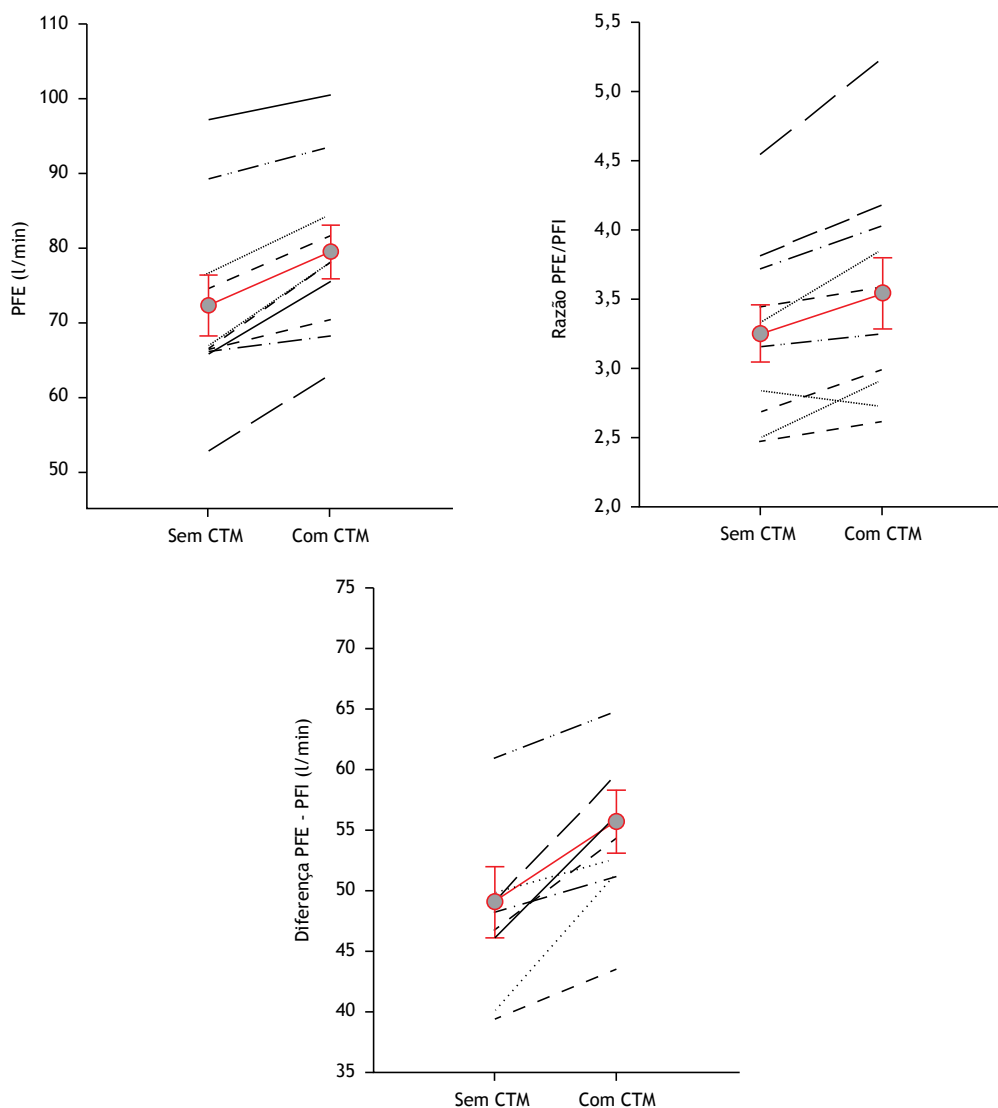 PFE (l/min)
110
100
90
80
70
60
50
Sem CTM
Com CTM
Razão PFE/PFI
5,5
5,0
4,5
4,0
3,5
3,0
2,5
2,0
Sem CTM
Com CTM
Diferença PFE - PFI (l/min)
75
70
65
60
55
50
45
40
35
Sem CTM
Com CTM